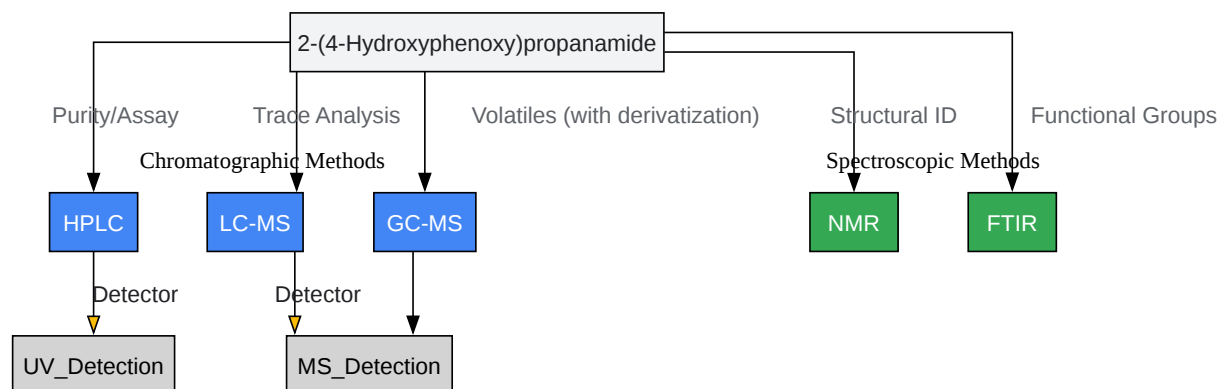 2-(4-Hydroxyphenoxy)propanamide
Purity/Assay
Trace Analysis
Volatiles (with derivatization)
Structural ID
Functional Groups
Chromatographic Methods
Spectroscopic Methods
HPLC
LC-MS
GC-MS
NMR
FTIR
Detector
Detector
UV_Detection
MS_Detection